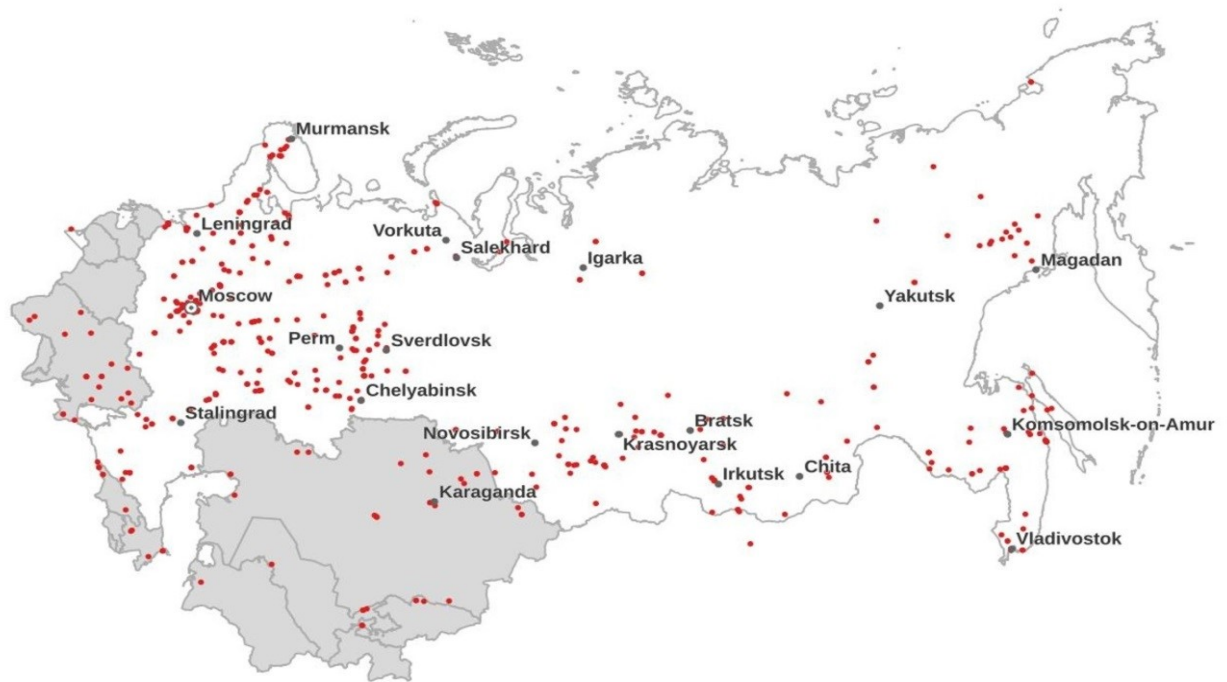 Murmansk
Leningrad
Vorkuta
Salekhard
Igarka
Magadan
Moscow
Yakutsk
Perm
Sverdlovsk
Chelyabinsk
Stalingrad
Novosibirsk
Bratsk
Krasnoyarsk
Komsomolsk-on-Amur
Irkutsk
Chita
Karaganda
Vladivostok